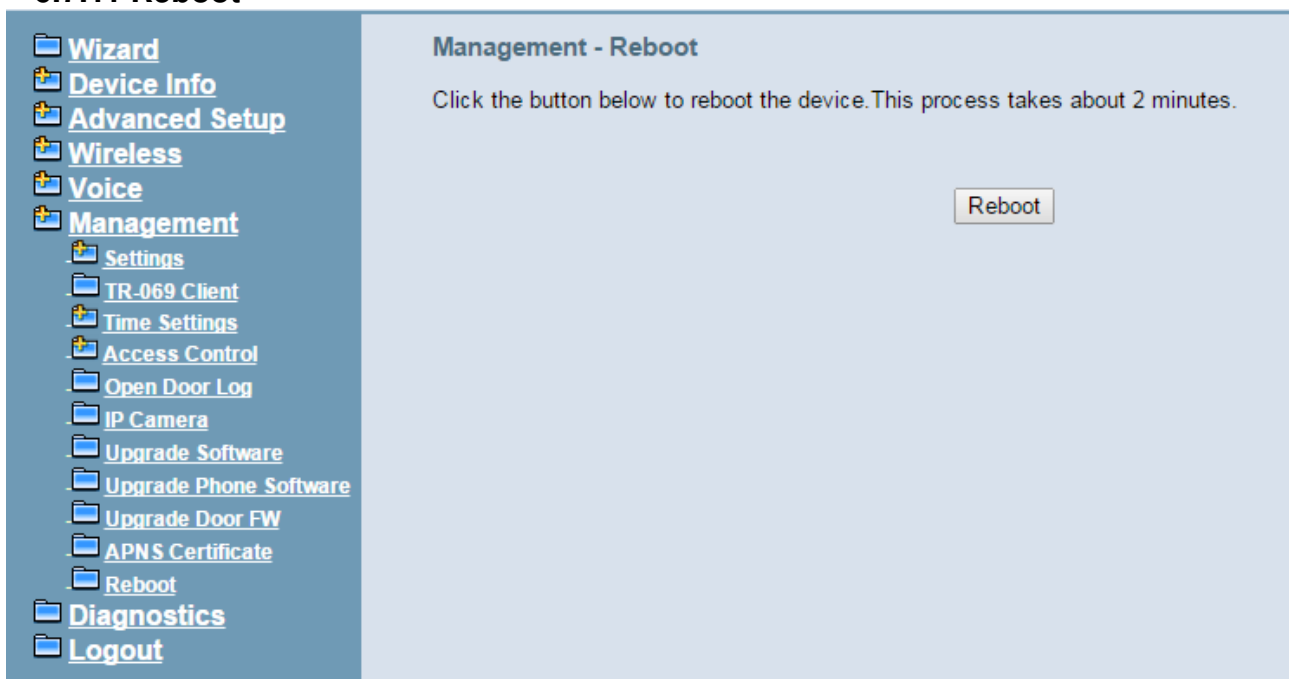 Reboot
Wizard
Device Info
Advanced Setup
Wireless
Voice
Management
Settings
TR-069 Client
Time Settings
Access Control
Open Door Log
IP Camera
Upgrade Software
Upgrade Phone Software
Upgrade Door FW
APNS Certificate
Reboot
Diagnostics
Logout
Management - Reboot
Click the button below to reboot the device.This process takes about 2 minutes.
Reboot